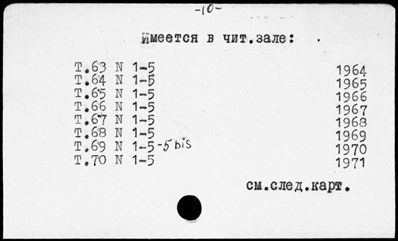 -10-
Имеется в чит.зале:
Т.63 N 1-5 1964
Т.64 N 1-5 1965
Т.65 N 1-5 1966
Т.66 N 1-5 1967
Т.67 N 1-5 1968
Т.68 N 1-5 1969
Т.69 N 1-5-5 bis 1970
Т.70 N 1-5 1971
см.след.карт.